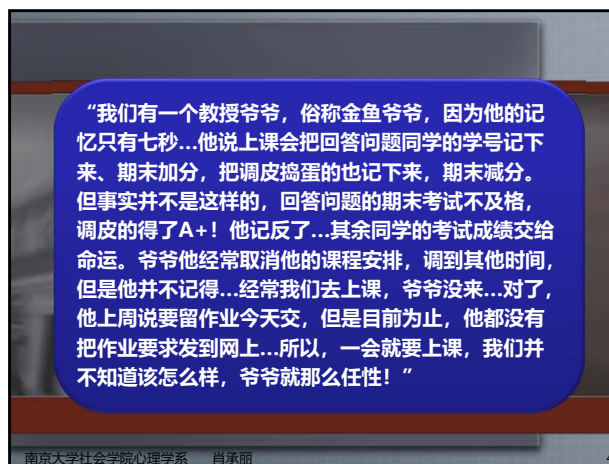 “我们有一个教授爷爷，俗称金鱼爷爷，因为他的记
忆只有七秒...他说上课会把回答问题同学的学号记下
来、期末加分，把调皮捣蛋的也记下来，期末减分。
但事实并不是这样的，回答问题的期末考试不及格，
调皮的得了A+！他记反了...其余同学的考试成绩交给
命运。爷爷他经常取消他的课程安排，调到其他时间，
但是他并不记得...经常我们去上课，爷爷没来...对了，
他上周说要留作业今天交，但是目前为止，他都没有
把作业要求发到网上...所以，一会就要上课，我们并
不知道该怎么样，爷爷就那么任性！”
南京大学社会学院心理学系 肖承丽